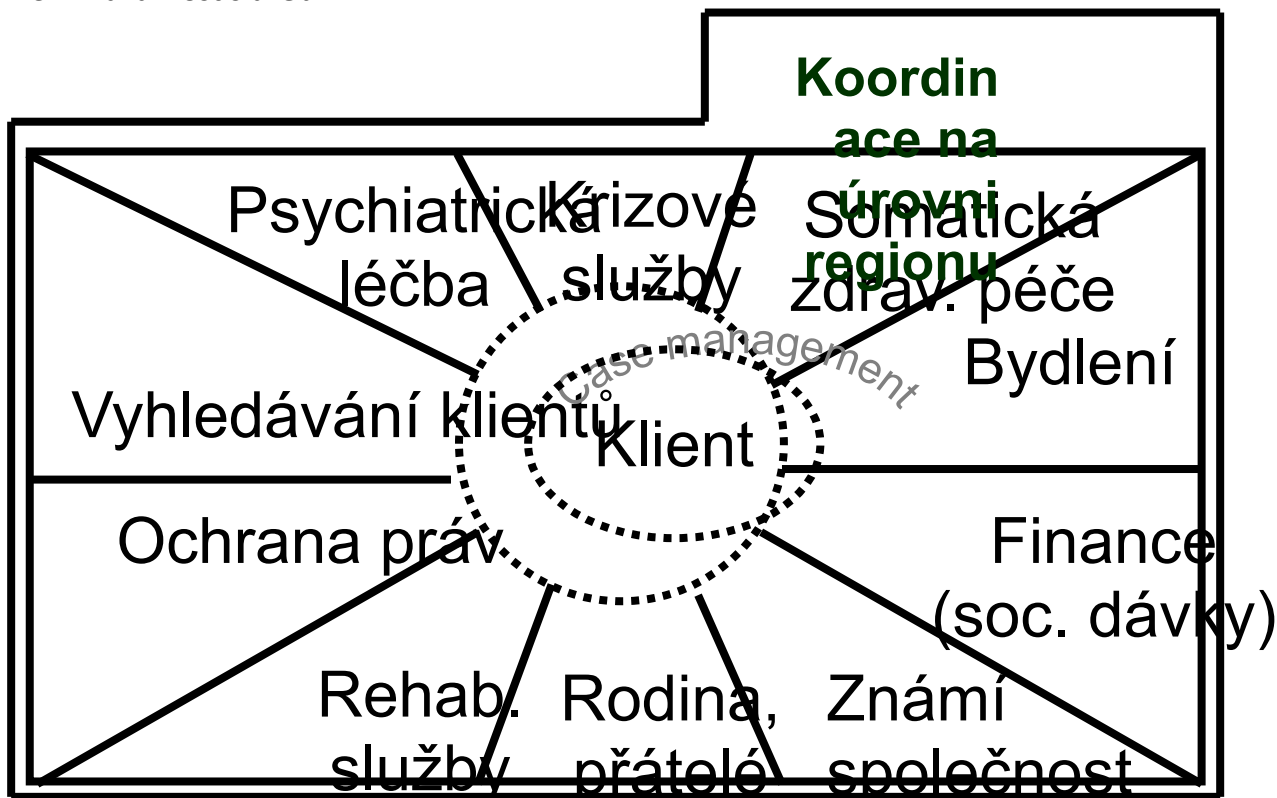 Koordin
ace na
úrovni
regionu
Psychiatrická
léčba
Krizové
služby
Somatická
zdrav. péče
Case management
Bydlení
Vyhledávání klientů
Klient
Ochrana práv
Finance
(soc. dávky)
Rehab.
služby
Rodina,
přátelé
Známí
společnost